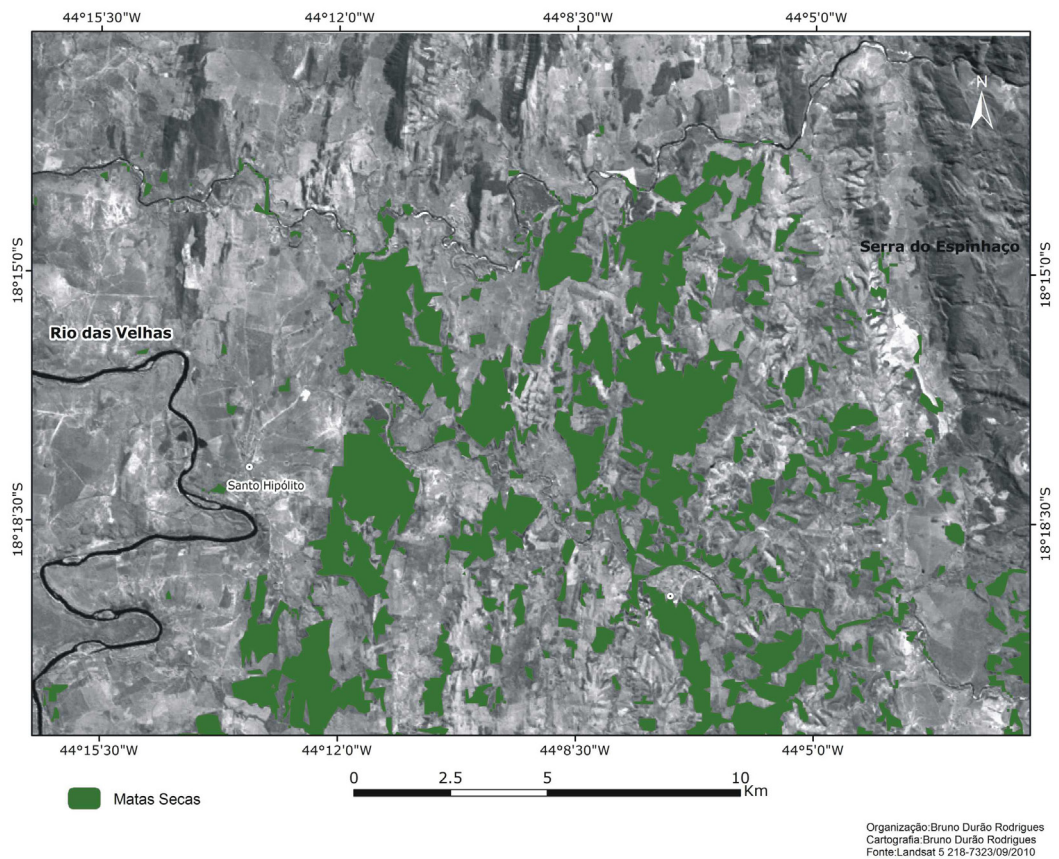 44°15'30"W 44°12'0"W 44°8'30"W 44°5'0"W
N
Serra do Espinhaço
18°15'0"S 18°15'0"S
Rio das Velhas
Santo Hipólito
18°18'30"S 18°18'30"S
44°15'30"W 44°12'0"W 44°8'30"W 44°5'0"W
0 2.5 5 10
Km
Matas Secas
Organização:Bruno Durão Rodrigues
Cartografia:Bruno Durão Rodrigues
Fonte:Landsat 5 218-7323/09/2010